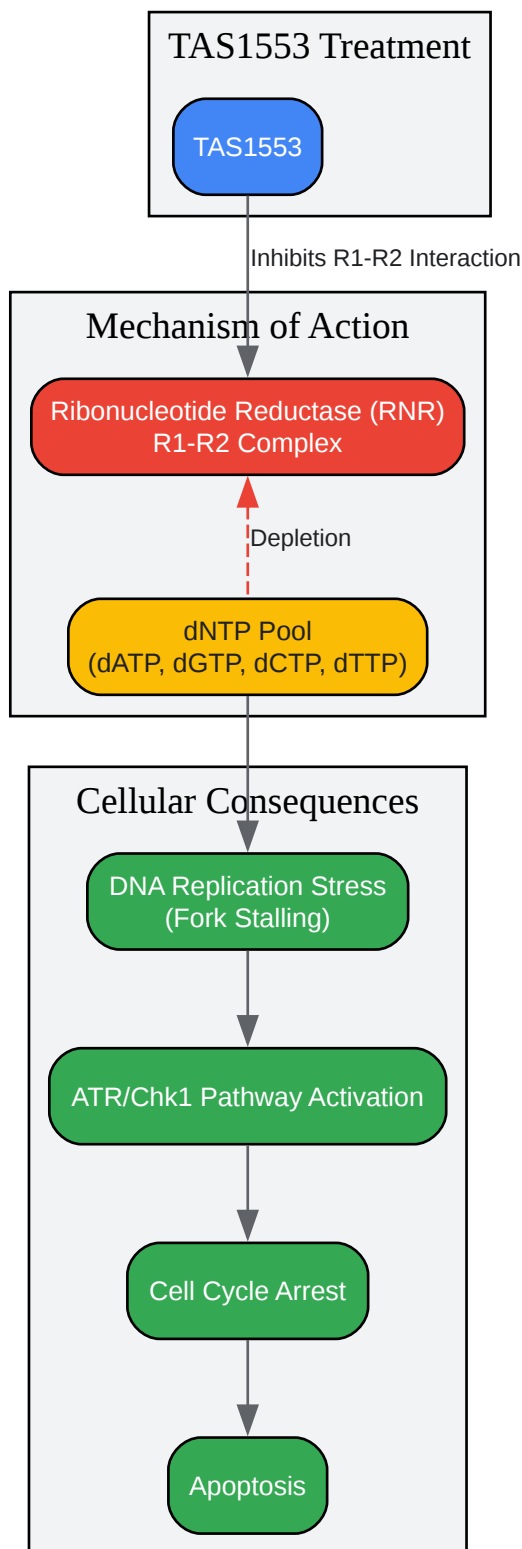 TAS1553 Treatment
TAS1553
Inhibits R1-R2 Interaction
Mechanism of Action
Ribonucleotide Reductase (RNR)
R1-R2 Complex
Depletion
dNTP Pool
(dATP, dGTP, dCTP, dTTP)
Cellular Consequences
DNA Replication Stress
(Fork Stalling)
ATR/Chk1 Pathway Activation
Cell Cycle Arrest
Apoptosis